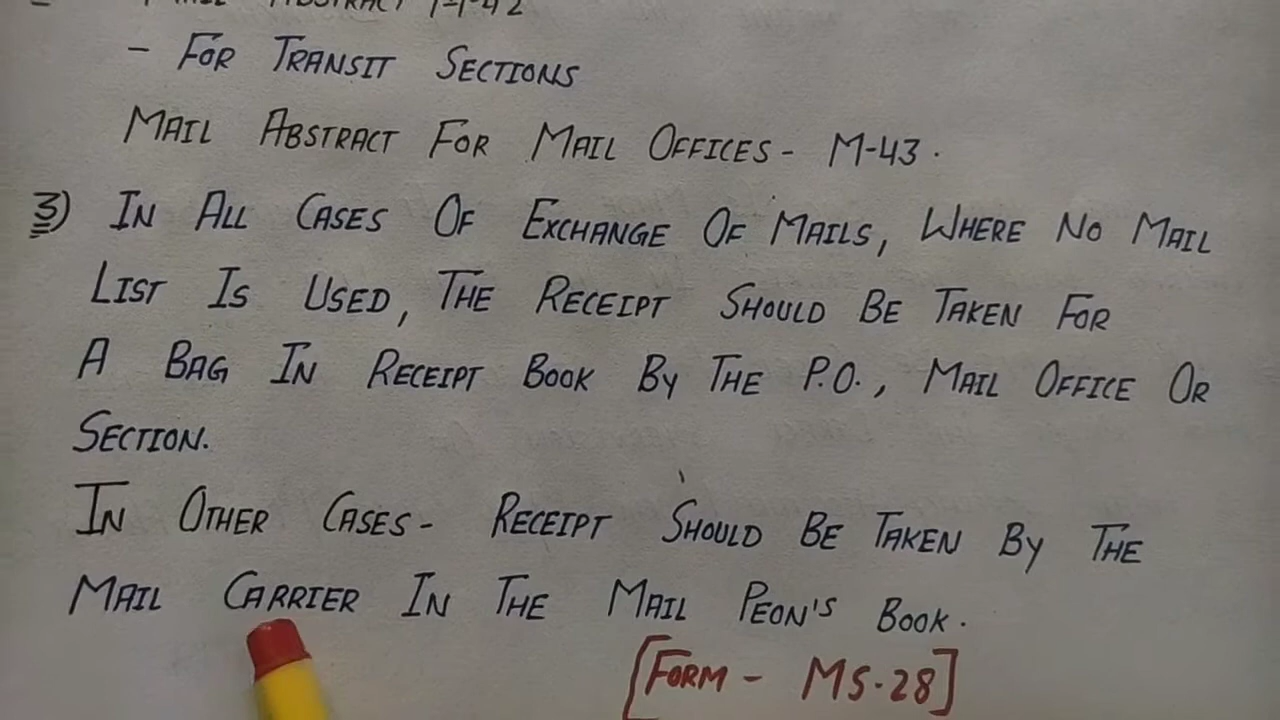 MAIL ABSTRACT M-42
- FOR TRANSIT SECTIONS
MAIL ABSTRACT FOR MAIL OFFICES - M-43.
3) IN ALL CASES OF EXCHANGE OF MAILS, WHERE NO MAIL
LIST IS USED, THE RECEIPT SHOULD BE TAKEN FOR
A BAG IN RECEIPT BOOK BY THE P.O., MAIL OFFICE OR
SECTION.
IN OTHER CASES - RECEIPT SHOULD BE TAKEN BY THE
MAIL CARRIER IN THE MAIL PEON'S BOOK.
[FORM - MS-28]